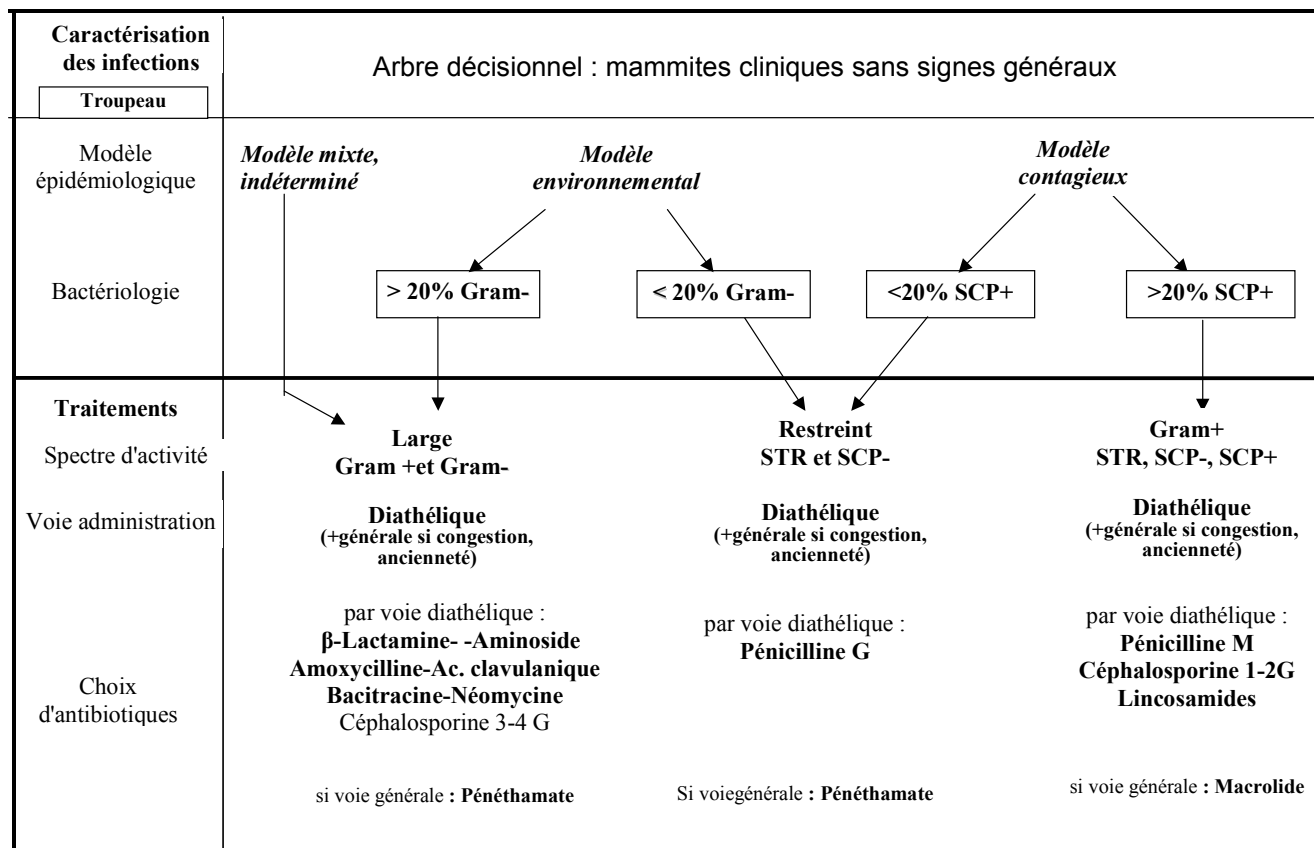 Caractérisation
des infections
Troupeau
Arbre décisionnel : mammites cliniques sans signes généraux
Modèle
épidémiologique
Modèle mixte,
indéterminé
Modèle
environnemental
Modèle
contagieux
Bactériologie
> 20% Gram-
< 20% Gram-
<20% SCP+
>20% SCP+
Traitements
Spectre d'activité
Large
Gram +et Gram-
Restreint
STR et SCP-
Gram+
STR, SCP-, SCP+
Voie administration
Diathélique
(+générale si congestion,
ancienneté)
Diathélique
(+générale si congestion,
ancienneté)
Diathélique
(+générale si congestion,
ancienneté)
Choix
d'antibiotiques
par voie diathélique :
β-Lactamine- -Aminoside
Amoxycilline-Ac. clavulanique
Bacitracine-Néomycine
Céphalosporine 3-4 G
par voie diathélique :
Pénicilline G
par voie diathélique :
Pénicilline M
Céphalosporine 1-2G
Lincosamides
si voie générale : Pénéthamate
Si voiegénérale : Pénéthamate
si voie générale : Macrolide